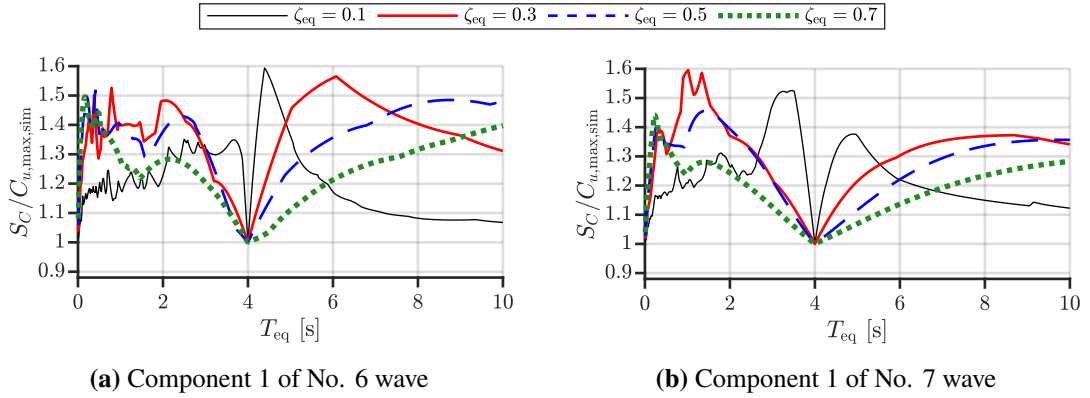 ζeq = 0.1 ζeq = 0.3 ζeq = 0.5 ζeq = 0.7
1.6
1.5
1.4
1.3
1.2
1.1
1
0.9
SC/Cu,max,sim
0 2 4 6 8 10
Teq [s]
(a) Component 1 of No. 6 wave
1.6
1.5
1.4
1.3
1.2
1.1
1
0.9
SC/Cu,max,sim
0 2 4 6 8 10
Teq [s]
(b) Component 1 of No. 7 wave